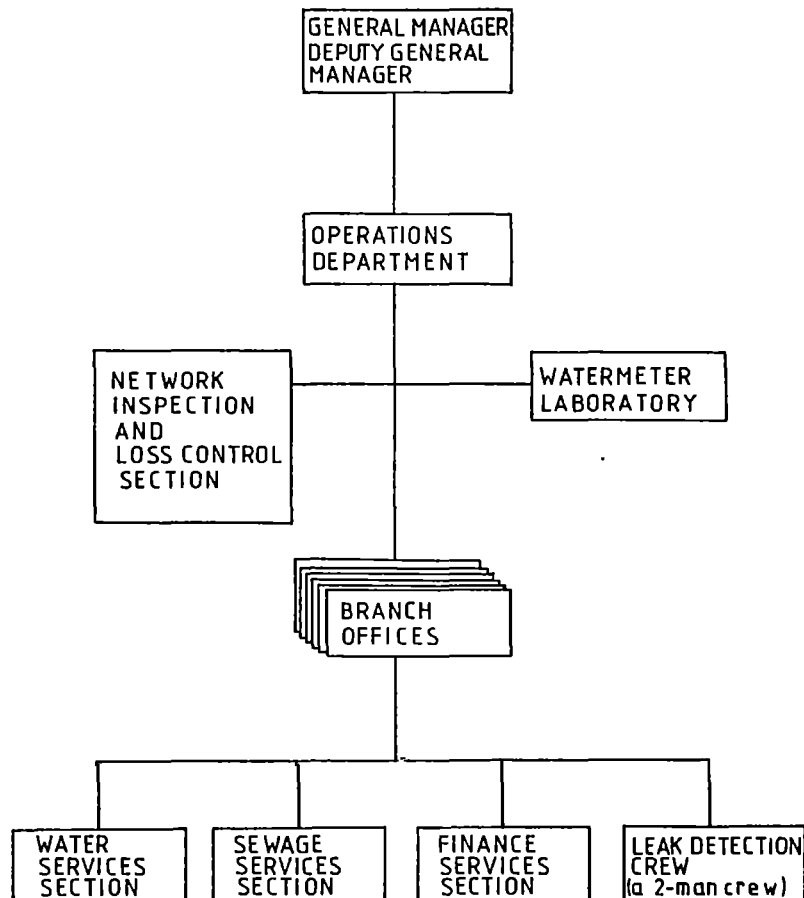 GENERAL MANAGER
DEPUTY GENERAL
MANAGER
OPERATIONS
DEPARTMENT
NETWORK
INSPECTION
AND
LOSS CONTROL
SECTION
WATERMETER
LABORATORY
BRANCH
OFFICES
WATER
SERVICES
SECTION
SEWAGE
SERVICES
SECTION
FINANCE
SERVICES
SECTION
LEAK DETECTION
CREW
(a 2-man crew)